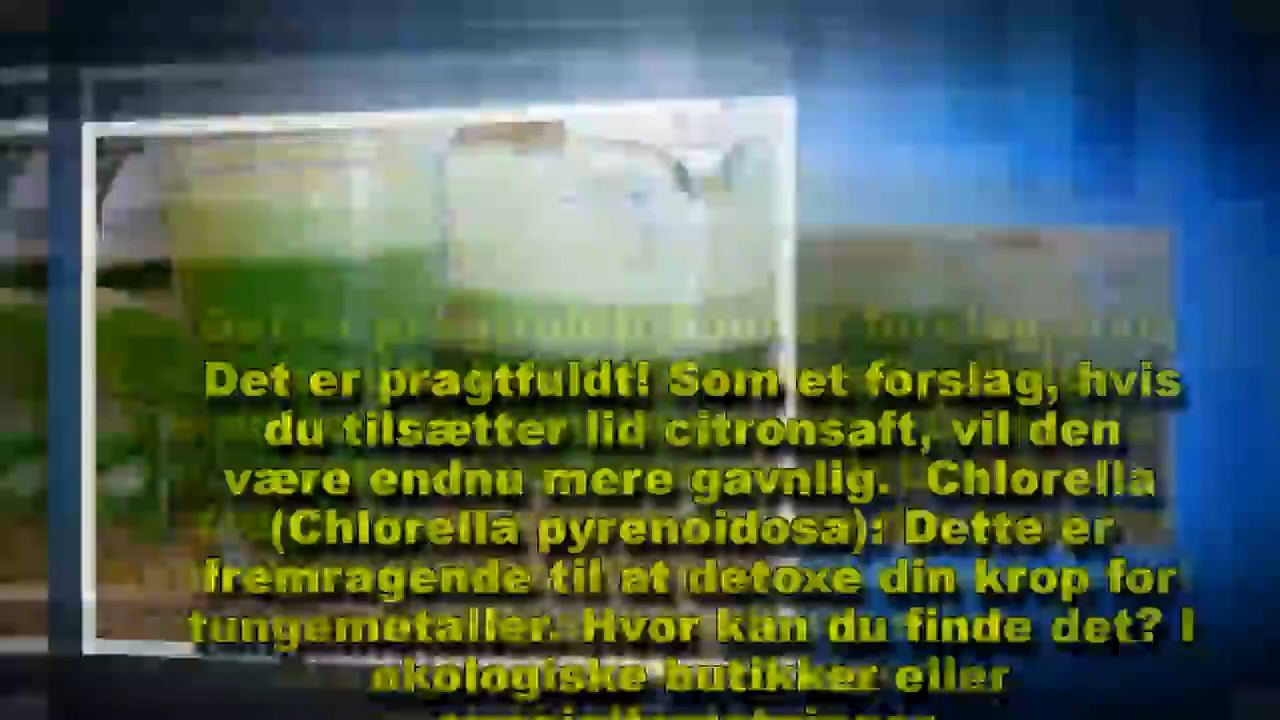 Det er pragtfuldt! Som et forslag, hvis
du tilsætter lid citronsaft, vil den
være endnu mere gavnlig. Chlorella
(Chlorella pyrenoidosa): Dette er
fremragende til at detoxe din krop for
tungemetaller. Hvor kan du finde det? I
økologiske butikker eller